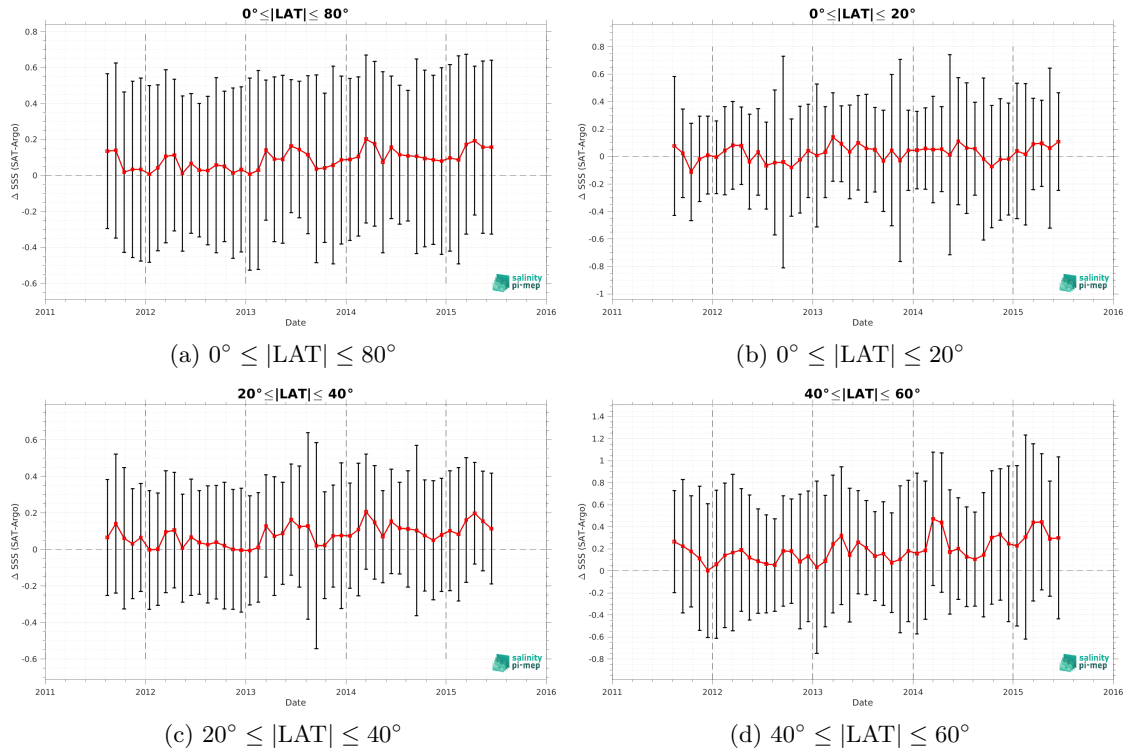 0°≤|LAT|≤ 80°
Δ SSS (SAT-Argo)
0.8
0.6
0.4
0.2
0
-0.2
-0.4
-0.6
2011
2012
2013
2014
2015
2016
Date
salinity
pi-mep
(a) 0° ≤ |LAT| ≤ 80°
0°≤|LAT|≤ 20°
Δ SSS (SAT-Argo)
0.8
0.6
0.4
0.2
0
-0.2
-0.4
-0.6
-0.8
-1
2011
2012
2013
2014
2015
2016
Date
salinity
pi-mep
(b) 0° ≤ |LAT| ≤ 20°
20°≤|LAT|≤ 40°
Δ SSS (SAT-Argo)
0.6
0.4
0.2
0
-0.2
-0.4
-0.6
2011
2012
2013
2014
2015
2016
Date
salinity
pi-mep
(c) 20° ≤ |LAT| ≤ 40°
40°≤|LAT|≤ 60°
Δ SSS (SAT-Argo)
1.4
1.2
1
0.8
0.6
0.4
0.2
0
-0.2
-0.4
-0.6
-0.8
2011
2012
2013
2014
2015
2016
Date
salinity
pi-mep
(d) 40° ≤ |LAT| ≤ 60°